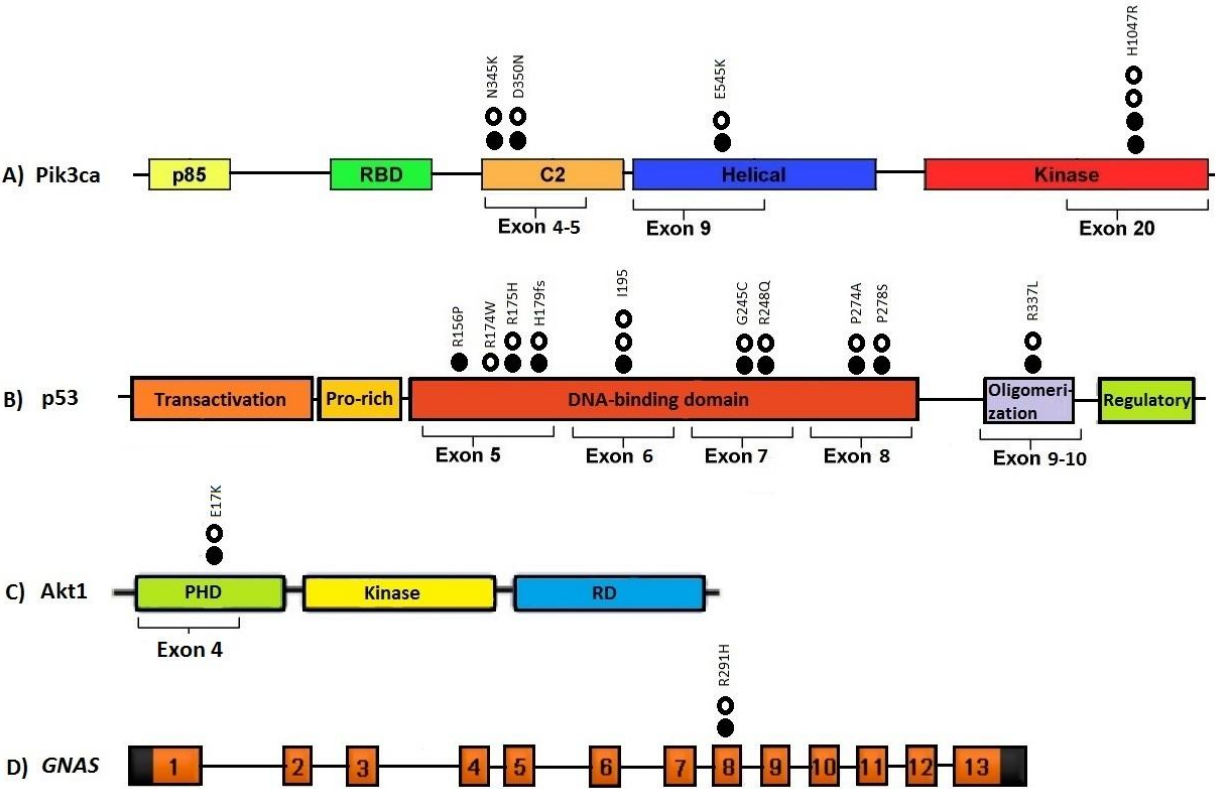 N345K D350N E545K H1047R
A) Pik3ca p85 RBD C2 Helical Kinase
Exon 4-5 Exon 9 Exon 20
R156P R174W R175H H179fs I195 G245C R248Q P274A P278S R337L
B) p53 Transactivation Pro-rich DNA-binding domain Oligomeri-
zation Regulatory
Exon 5 Exon 6 Exon 7 Exon 8 Exon 9-10
E17K
C) Akt1 PHD Kinase RD
Exon 4
R291H
D) GNAS 1 2 3 4 5 6 7 8 9 10 11 12 13